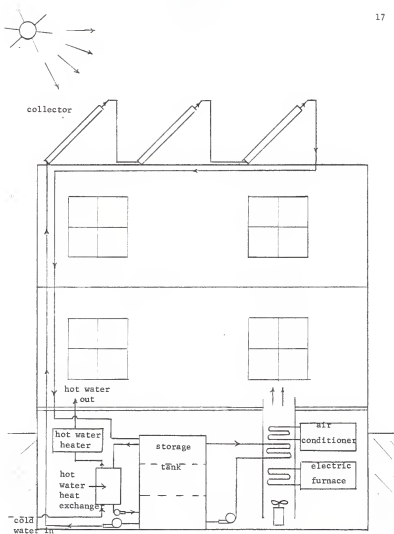 17
collector
hot water
out
hot water
heater
hot
water
heat
exchanger
cold
water in
storage
tank
air
conditioner
electric
furnace